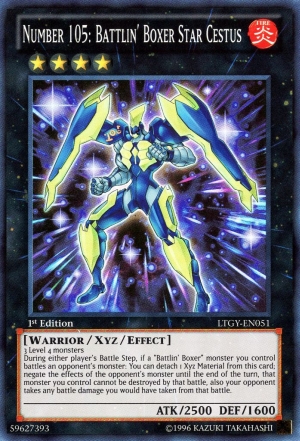 NUMBER 105: BATTLIN' BOXER STAR CESTUS
FIRE
炎
1st Edition
LTGY-EN051
[WARRIOR / XYZ / EFFECT]
3 Level 4 monsters
During either player's Battle Step, if a "Battlin' Boxer" monster you control
battles an opponent's monster: You can detach 1 Xyz Material from this card;
negate the effects of the opponent's monster until the end of the turn, that
monster you control cannot be destroyed by that battle, also your opponent
takes any battle damage you would have taken from that battle.
ATK/2500 DEF/1600
59627393
©1996 KAZUKI TAKAHASHI